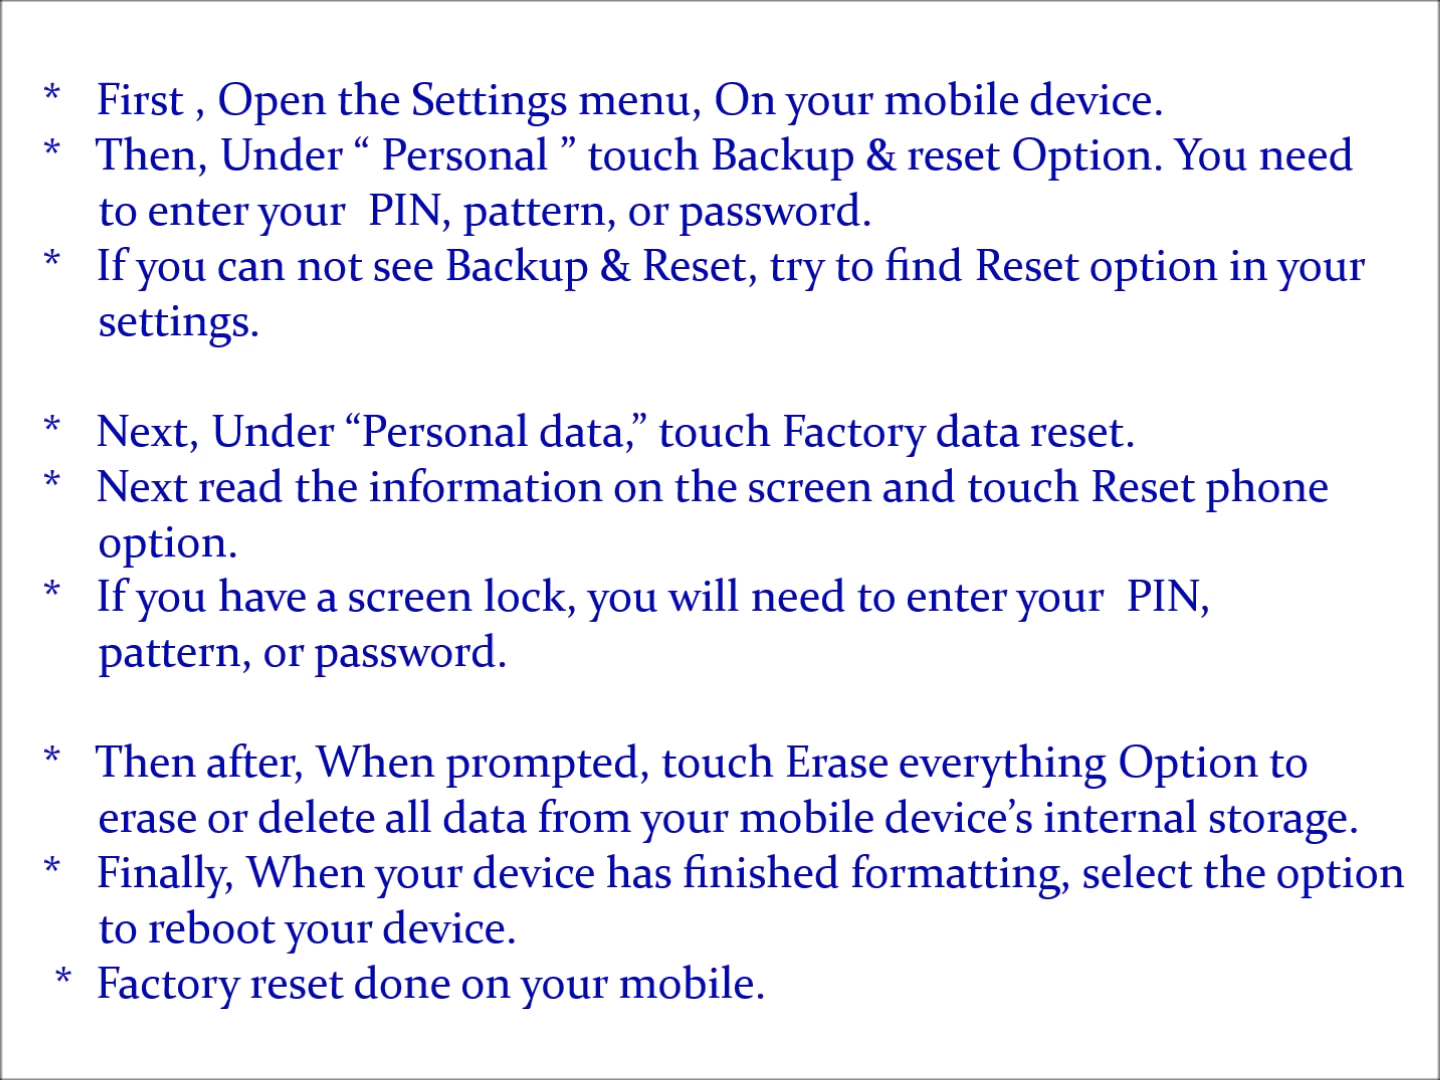 * First , Open the Settings menu, On your mobile device.
* Then, Under “ Personal ” touch Backup & reset Option. You need
to enter your PIN, pattern, or password.
* If you can not see Backup & Reset, try to find Reset option in your
settings.
* Next, Under “Personal data,” touch Factory data reset.
* Next read the information on the screen and touch Reset phone
option.
* If you have a screen lock, you will need to enter your PIN,
pattern, or password.
* Then after, When prompted, touch Erase everything Option to
erase or delete all data from your mobile device’s internal storage.
* Finally, When your device has finished formatting, select the option
to reboot your device.
* Factory reset done on your mobile.